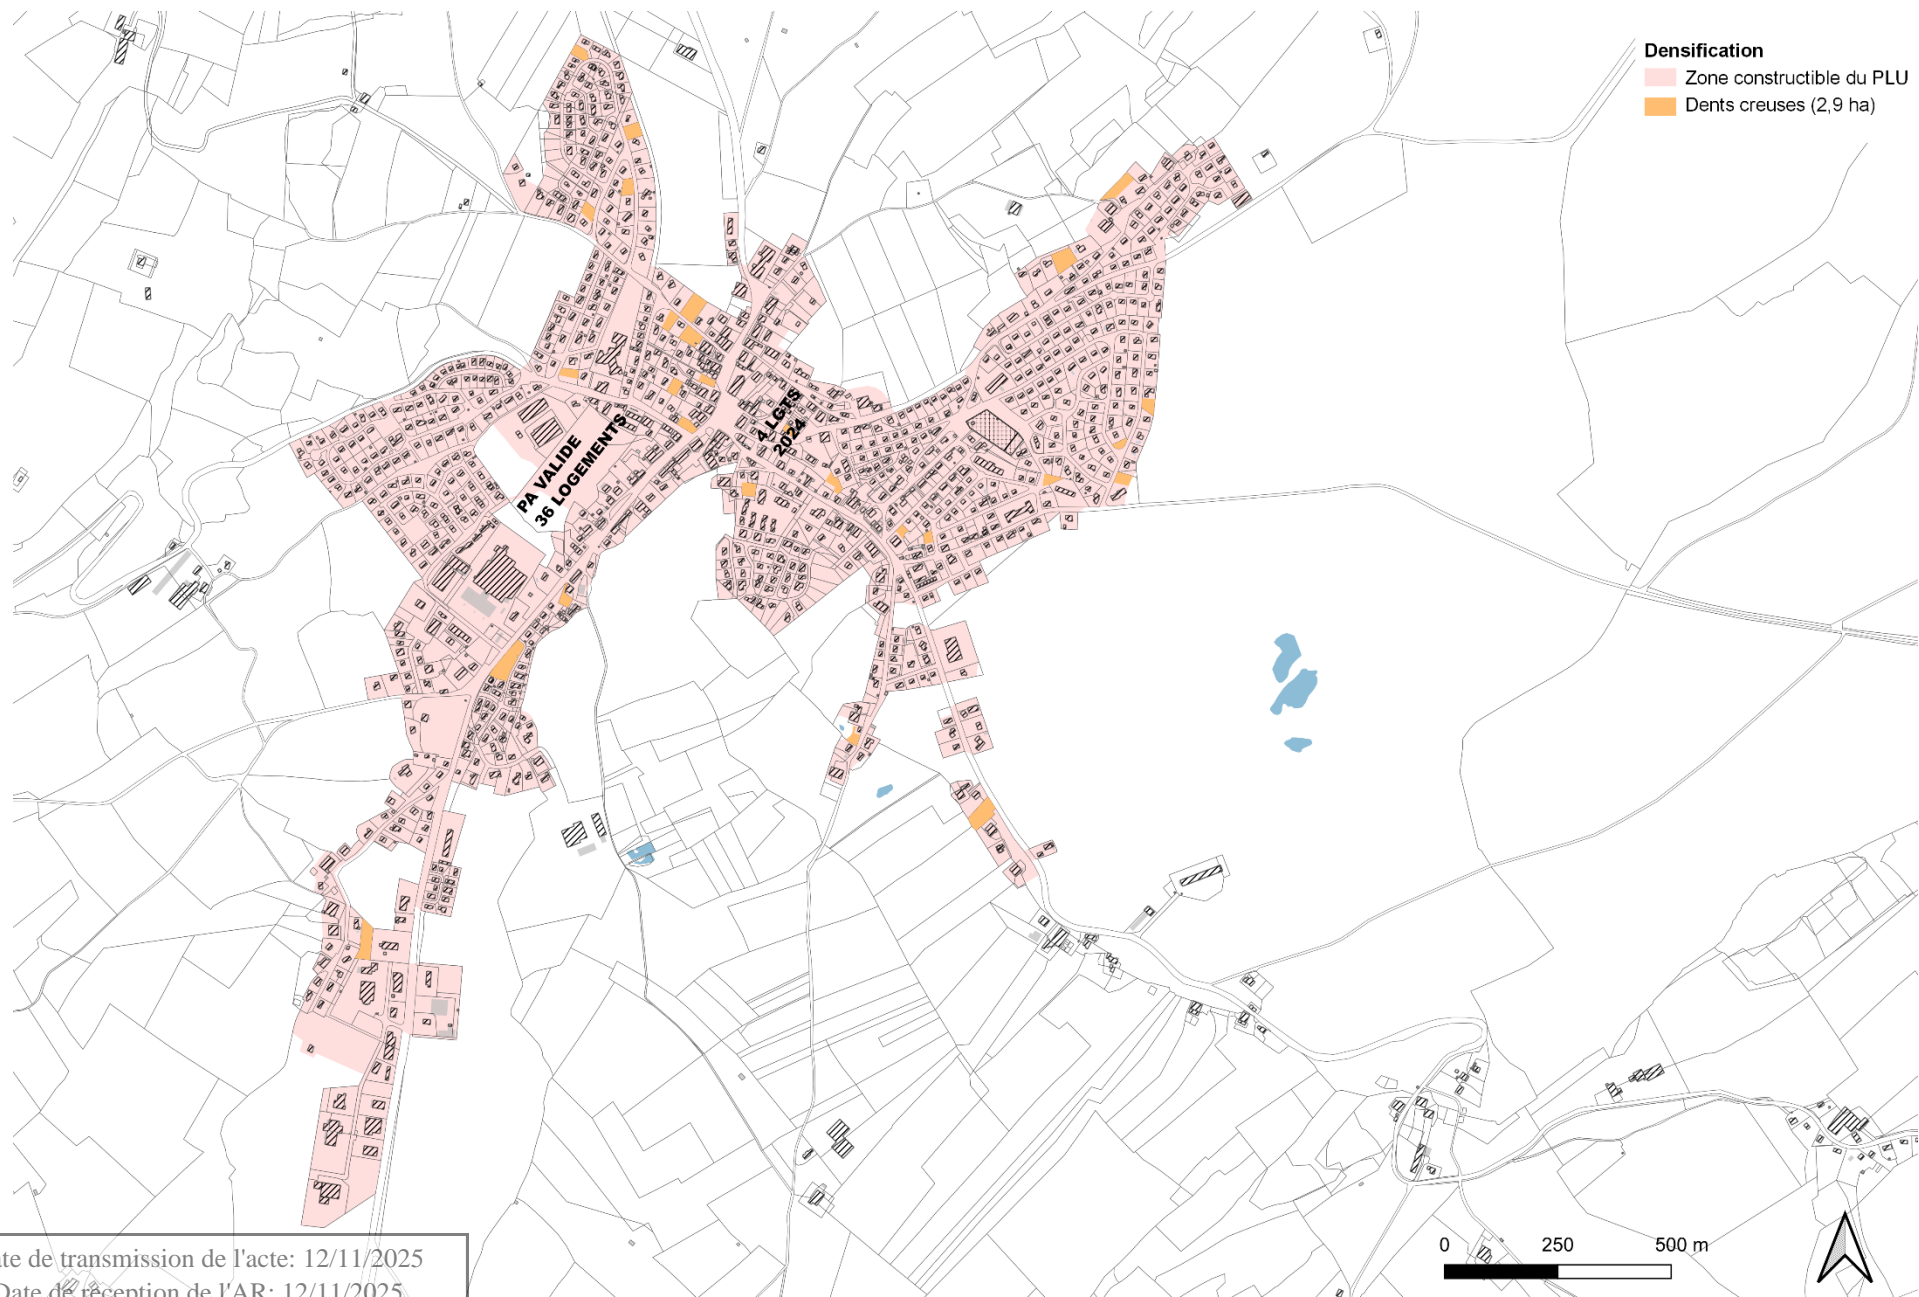 Densification
Zone constructible du PLU
Dents creuses (2,9 ha)
4 LGTS
2024
PA VALIDE
36 LOGEMENTS
0 250 500 m
te de transmission de l'acte: 12/11/2025
Date de réception de l'AR: 12/11/2025